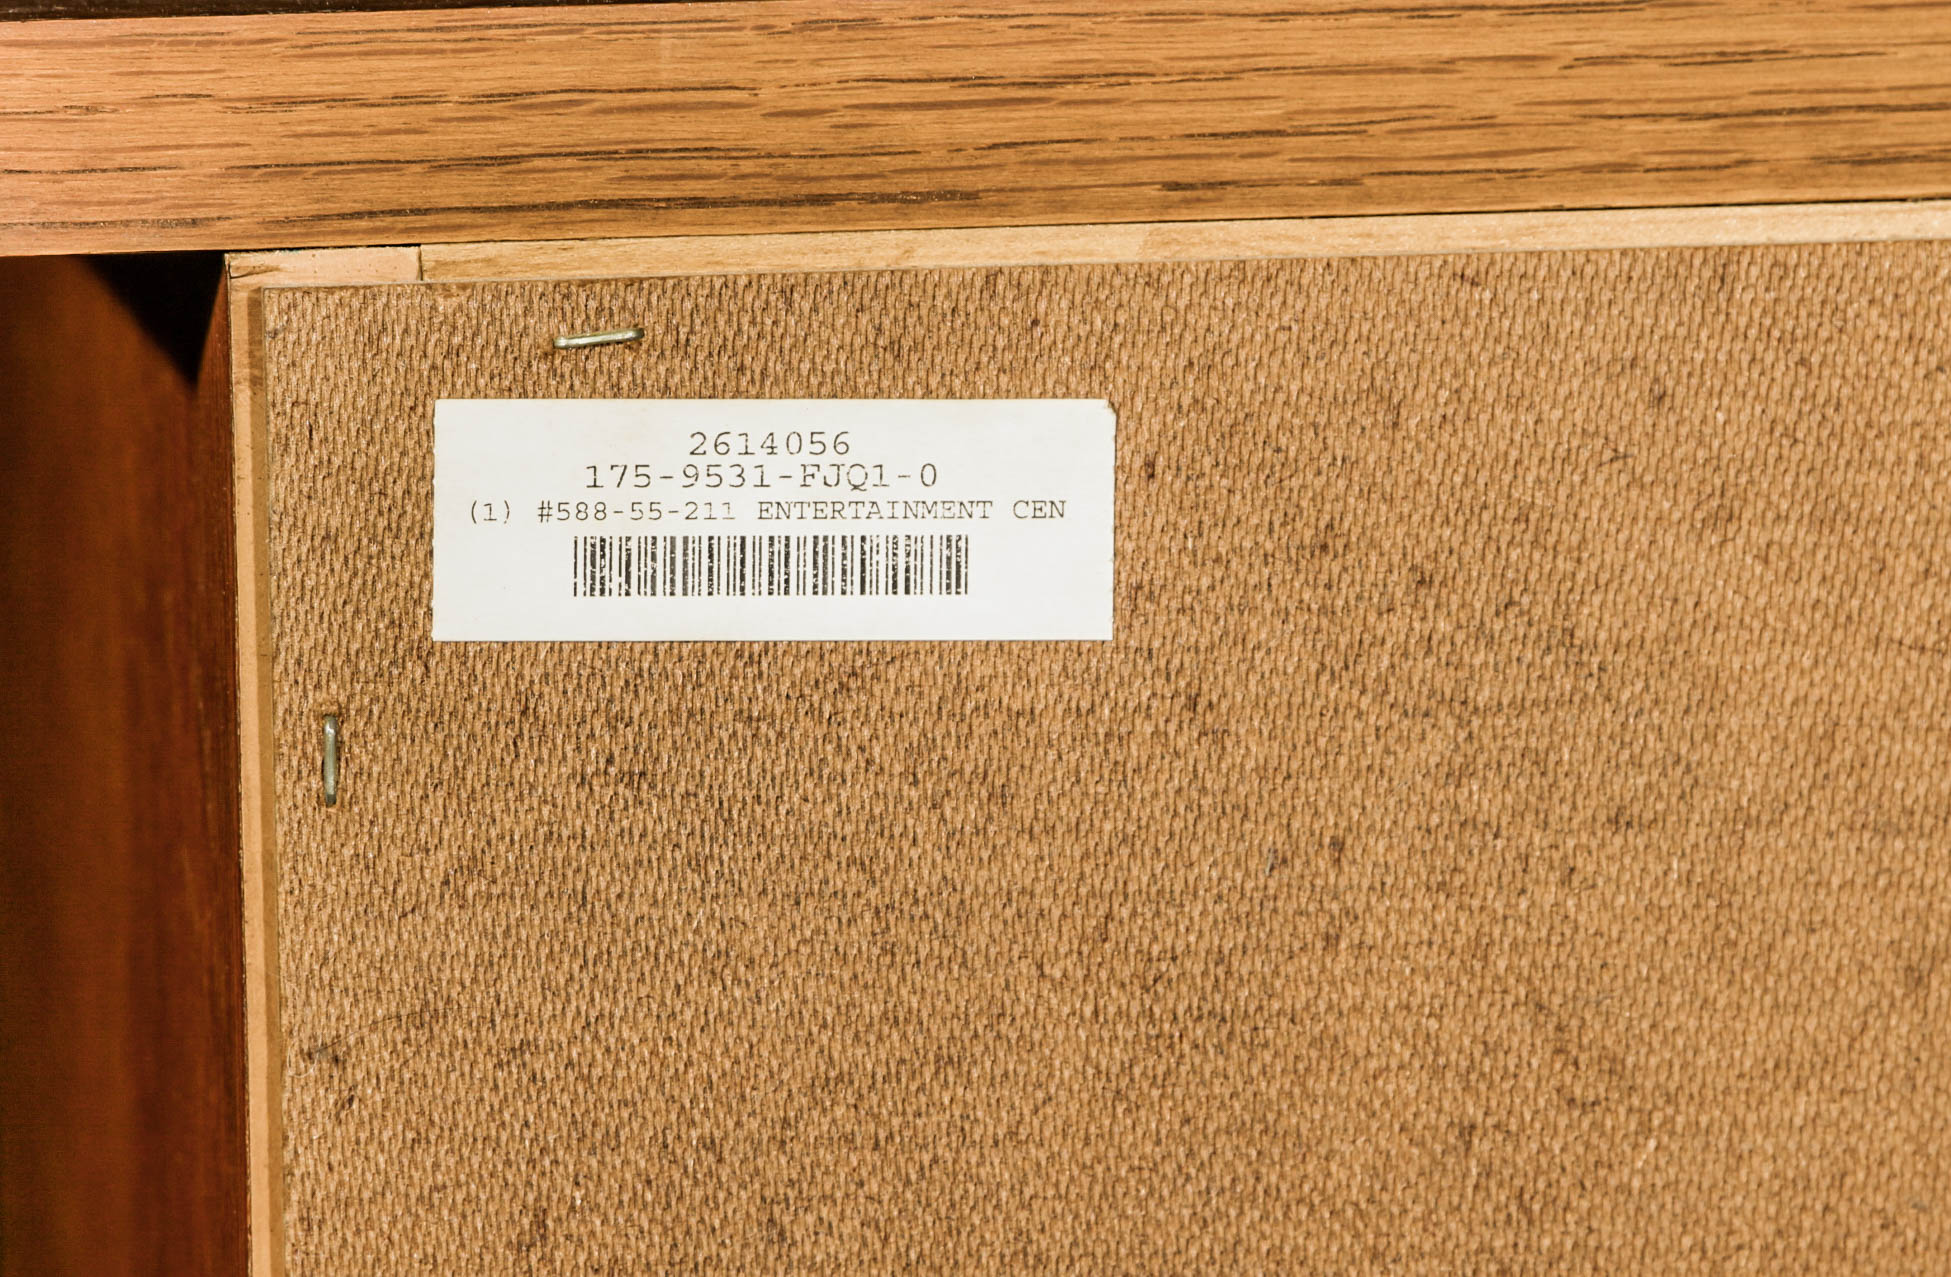 2614056
175-9531-FJQ1-0
(1) #588-55-211 ENTERTAINMENT CEN